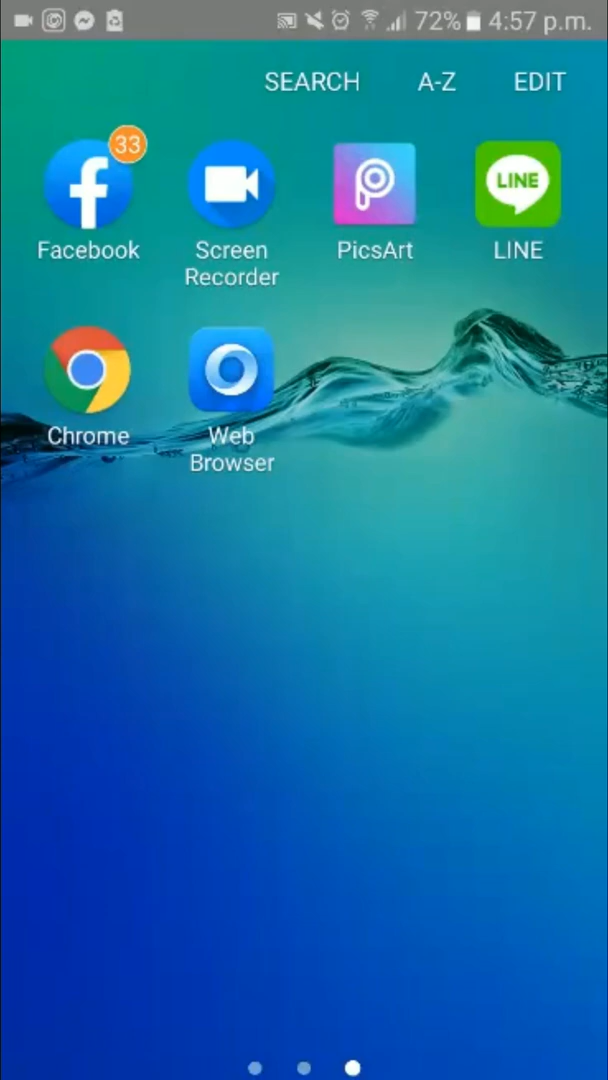 72% 4:57 p.m.
SEARCH A-Z EDIT
33
LINE
Facebook Screen Recorder PicsArt LINE
Chrome Web Browser